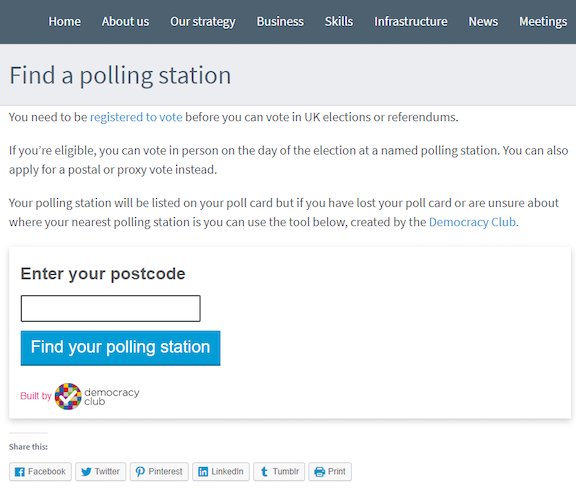 Home About us Our strategy Business Skills Infrastructure News Meetings
Find a polling station
You need to be registered to vote before you can vote in UK elections or referendums.
If you’re eligible, you can vote in person on the day of the election at a named polling station. You can also
apply for a postal or proxy vote instead.
Your polling station will be listed on your poll card but if you have lost your poll card or are unsure about
where your nearest polling station is you can use the tool below, created by the Democracy Club.
Enter your postcode
Find your polling station
Built by democracy
club
Share this:
Facebook Twitter Pinterest LinkedIn Tumblr Print